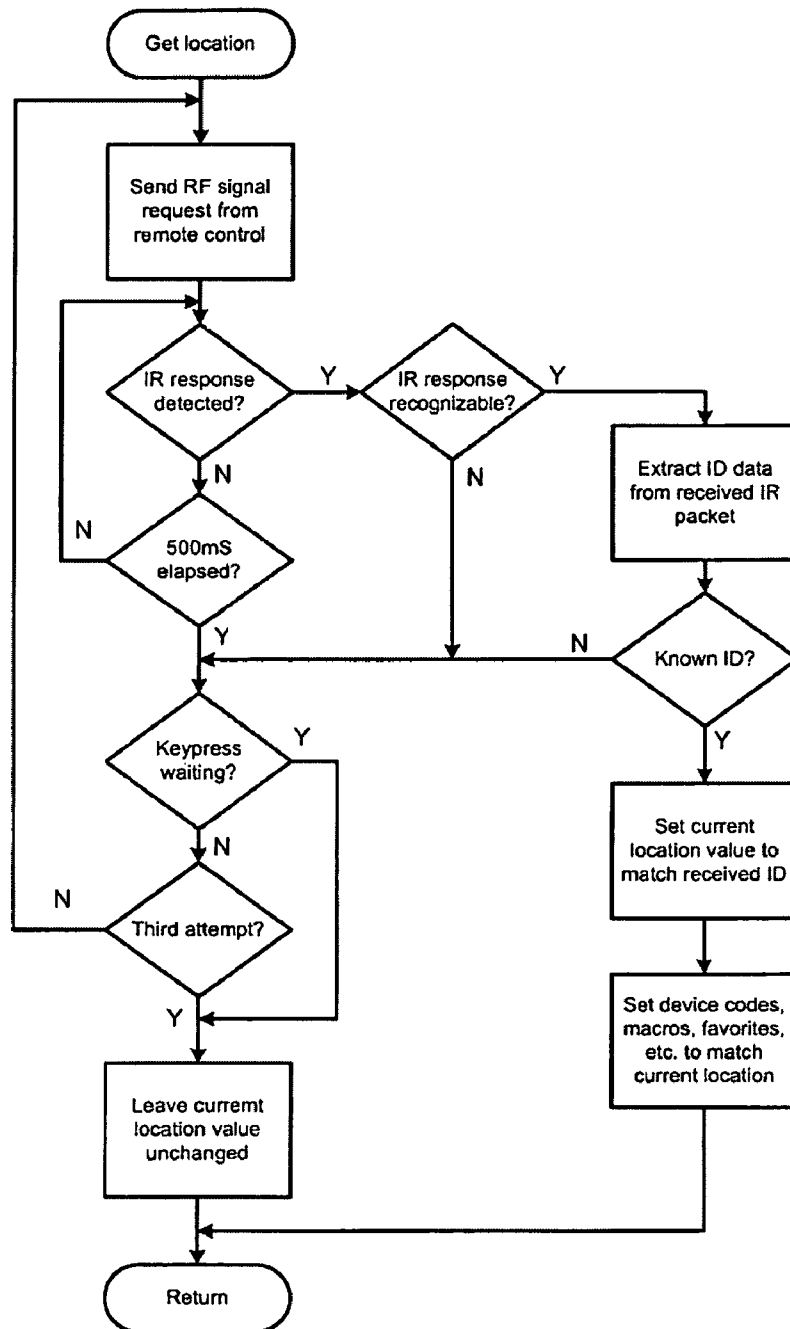 Get location
Send RF signal
request from
remote control
IR response
detected?
Y
IR response
recognizable?
Y
N
N
Extract ID data
from received IR
packet
N
500mS
elapsed?
Y
N
Known ID?
Y
Keypress
waiting?
Y
N
Set current
location value to
match received ID
N
Third attempt?
Y
Set device codes,
macros, favorites,
etc. to match
current location
Leave curremt
location value
unchanged
Return